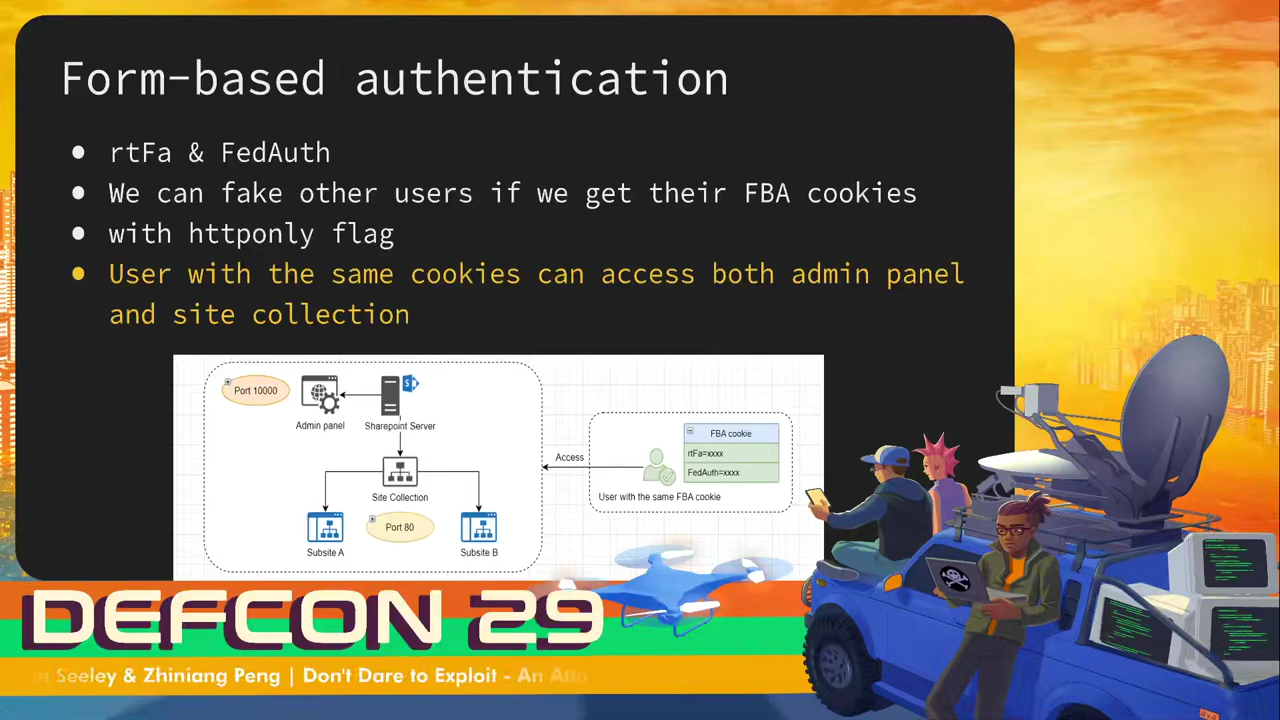 Form-based authentication
● rtFa & FedAuth
● We can fake other users if we get their FBA cookies
● with httponly flag
● User with the same cookies can access both admin panel
and site collection
Port 10000
Admin panel
Sharepoint Server
Site Collection
Subsite A
Port 80
Subsite B
Access
FBA cookie
rtFa=xxxx
FedAuth=xxxx
User with the same FBA cookie
DEFCON 29
Seeley & Zhiniang Peng | Don't Dare to Exploit - An